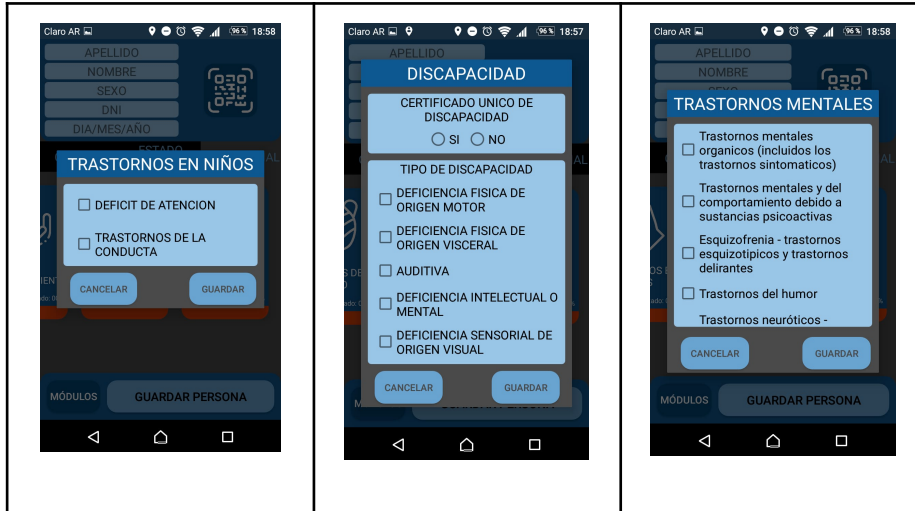 Claro AR 96% 18:58
APELLIDO
NOMBRE
SEXO
DNI
DIA/MES/AÑO
ESTADO
TRASTORNOS EN NIÑOS
DEFICIT DE ATENCION
TRASTORNOS DE LA
CONDUCTA
CANCELAR GUARDAR
MÓDULOS GUARDAR PERSONA
Claro AR 96% 18:57
APELLIDO
DISCAPACIDAD
CERTIFICADO UNICO DE
DISCAPACIDAD
SI NO
TIPO DE DISCAPACIDAD
DEFICIENCIA FISICA DE
ORIGEN MOTOR
DEFICIENCIA FISICA DE
ORIGEN VISCERAL
AUDITIVA
DEFICIENCIA INTELECTUAL O
MENTAL
DEFICIENCIA SENSORIAL DE
ORIGEN VISUAL
CANCELAR GUARDAR
Claro AR 96% 18:58
APELLIDO
NOMBRE
SEXO
TRASTORNOS MENTALES
Trastornos mentales
organicos (incluidos los
trastornos sintomaticos)
Trastornos mentales y del
comportamiento debido a
sustancias psicoactivas
Esquizofrenia - trastornos
esquizotipicos y trastornos
delirantes
Trastornos del humor
Trastornos neuróticos -
CANCELAR GUARDAR
MÓDULOS GUARDAR PERSONA